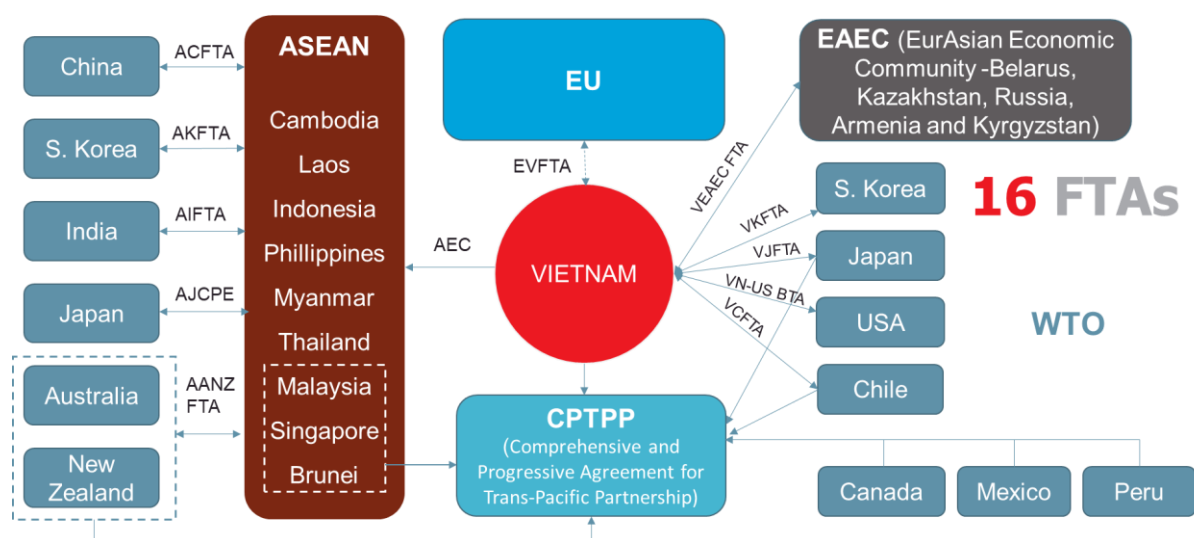 China
S. Korea
India
Japan
Australia
New
Zealand
ACFTA
AKFTA
AIFTA
AJCPE
AANZ
FTA
ASEAN
Cambodia
Laos
Indonesia
Phillippines
Myanmar
Thailand
Malaysia
Singapore
Brunei
EU
EVFTA
AEC
VIETNAM
CPTPP
(Comprehensive and
Progressive Agreement for
Trans-Pacific Partnership)
VEAEC FTA
VKFTA
VJFTA
VN-US BTA
VCFTA
EAEC (EurAsian Economic
Community -Belarus,
Kazakhstan, Russia,
Armenia and Kyrgyzstan)
S. Korea
Japan
USA
Chile
16 FTAs
WTO
Canada
Mexico
Peru